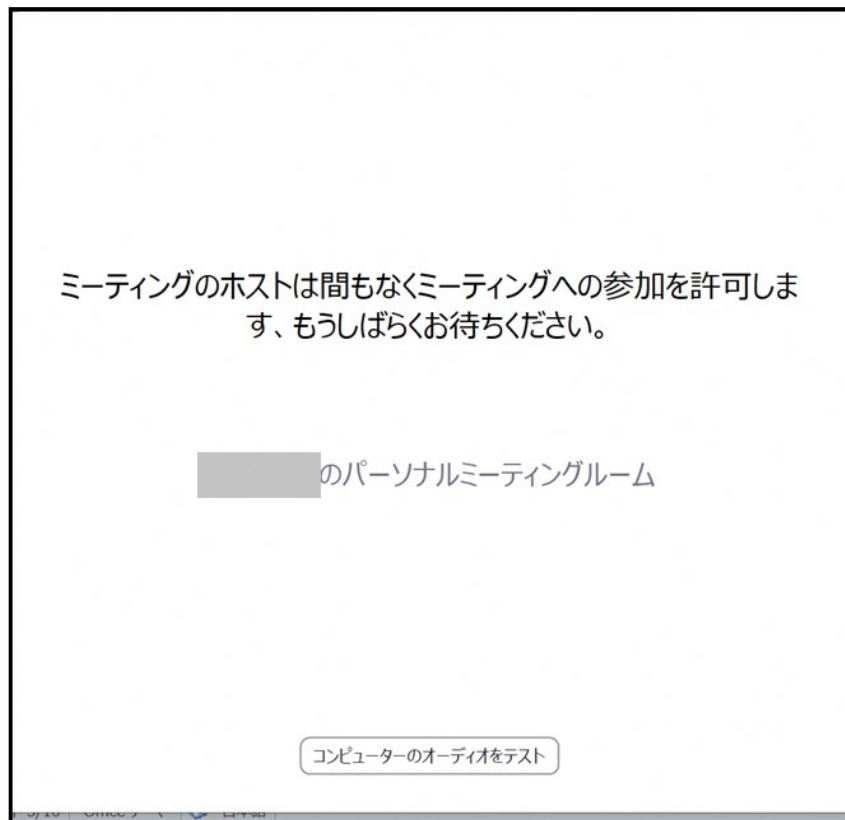 ミーティングのホストは間もなくミーティングへの参加を許可しま
す、もうしばらくお待ちください。
のパーソナルミーティングルーム
コンピューターのオーディオをテスト